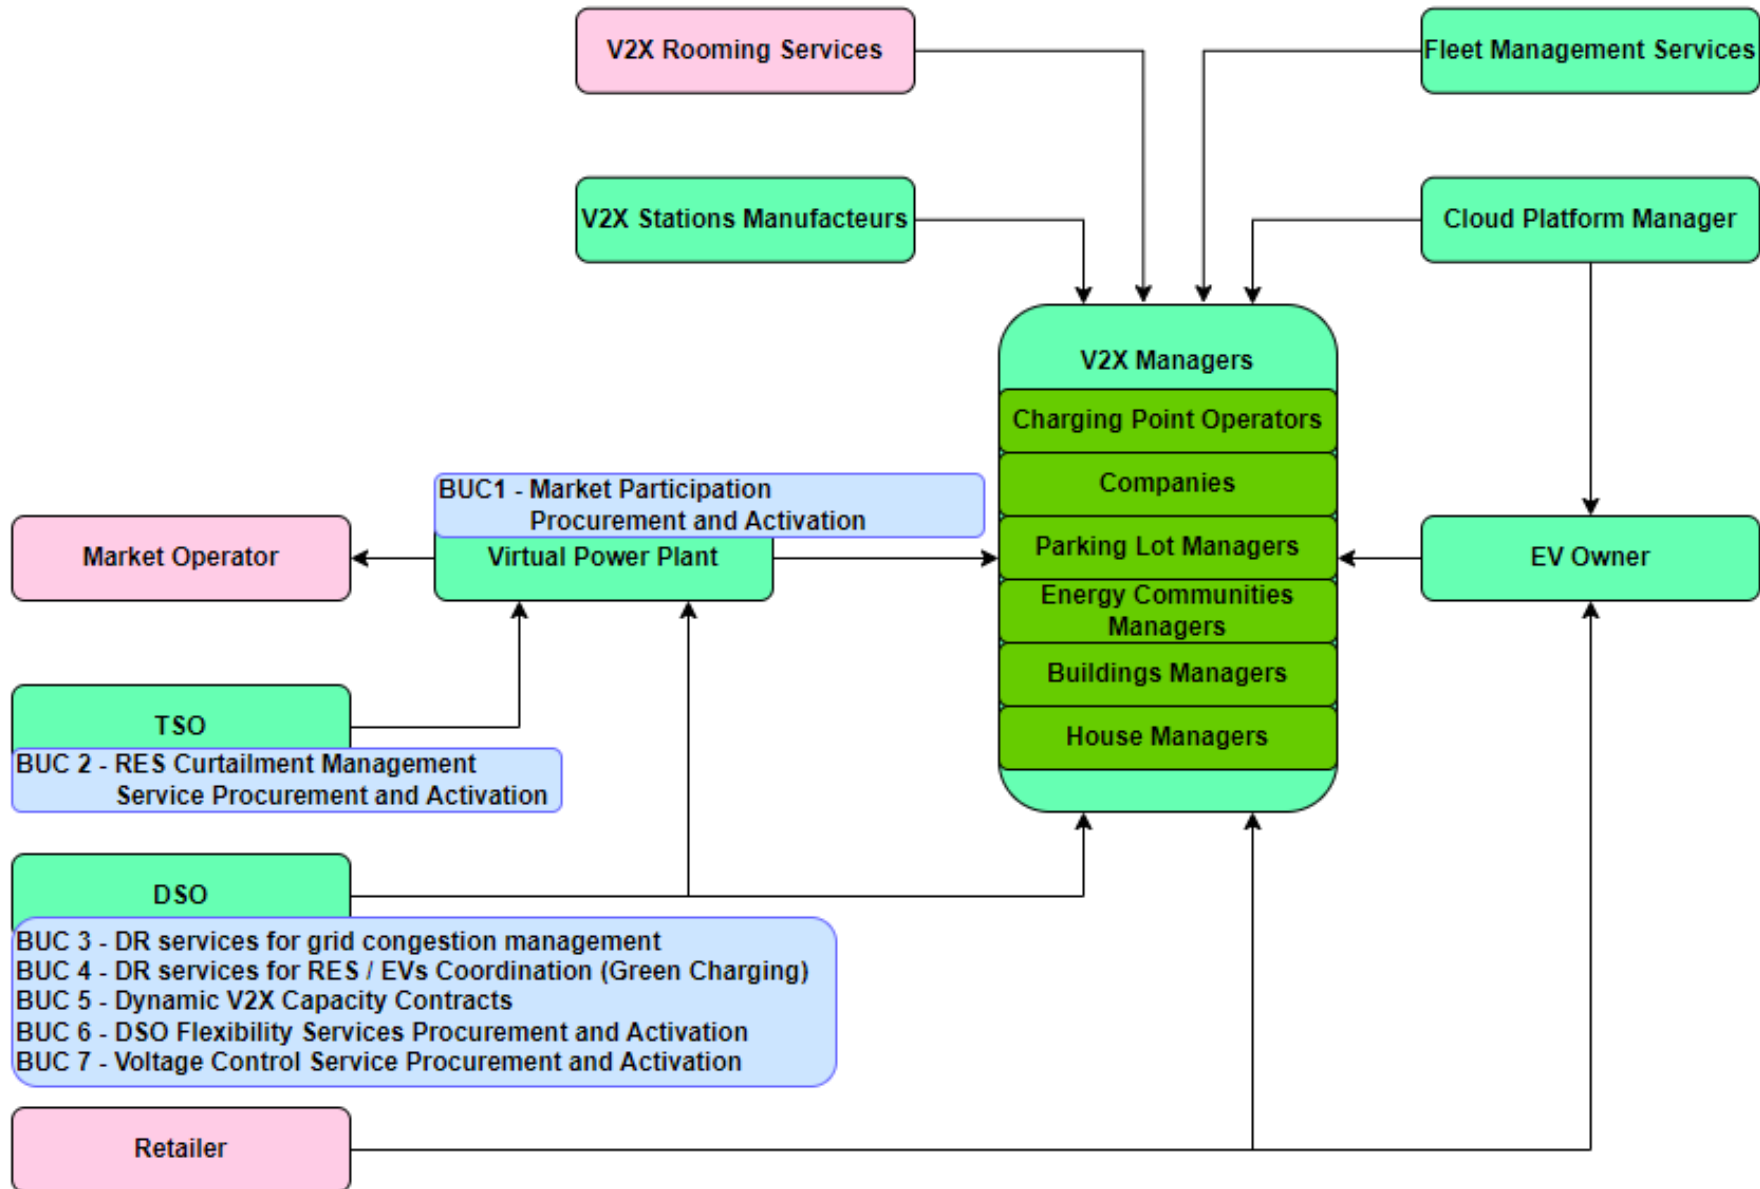 V2X Rooming Services
Fleet Management Services
V2X Stations Manufacteurs
Cloud Platform Manager
V2X Managers
Charging Point Operators
Companies
Parking Lot Managers
Energy Communities
Managers
Buildings Managers
House Managers
BUC1 - Market Participation
Procurement and Activation
Market Operator
Virtual Power Plant
EV Owner
TSO
BUC 2 - RES Curtailment Management
Service Procurement and Activation
DSO
BUC 3 - DR services for grid congestion management
BUC 4 - DR services for RES / EVs Coordination (Green Charging)
BUC 5 - Dynamic V2X Capacity Contracts
BUC 6 - DSO Flexibility Services Procurement and Activation
BUC 7 - Voltage Control Service Procurement and Activation
Retailer